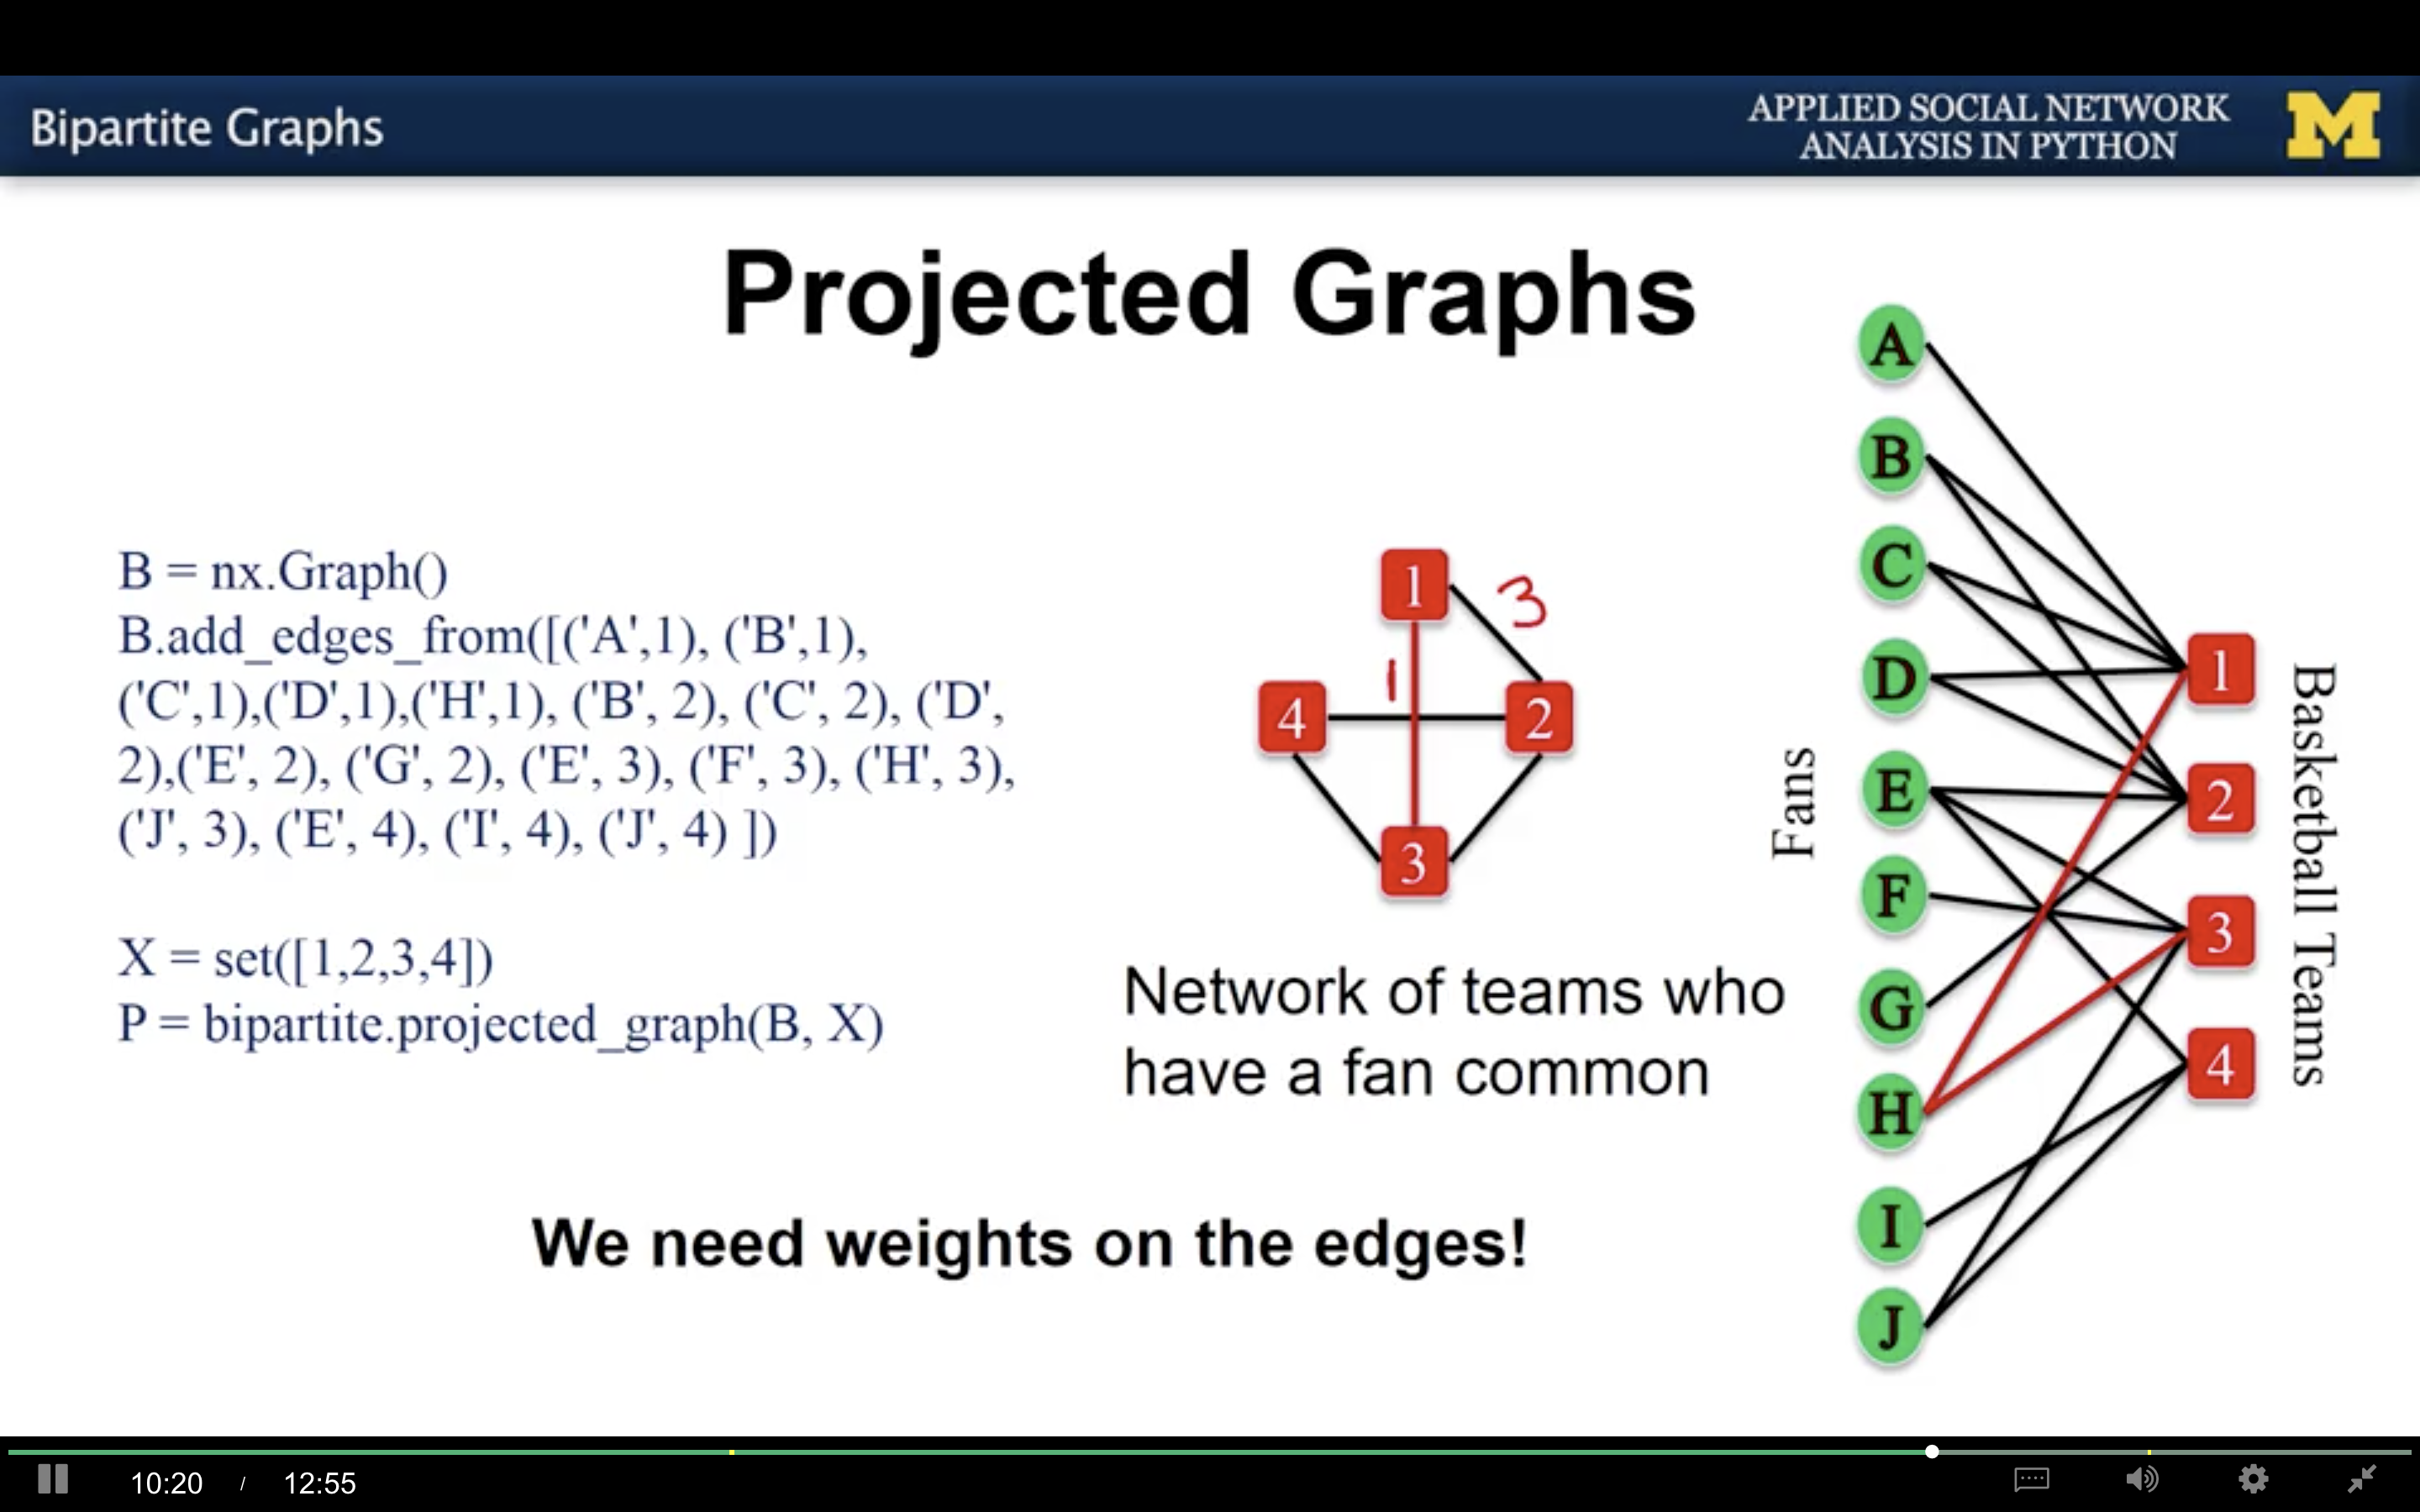 Bipartite Graphs
APPLIED SOCIAL NETWORK
ANALYSIS IN PYTHON
M
Projected Graphs
B = nx.Graph()
B.add_edges_from([('A',1), ('B',1),
('C',1),('D',1),('H',1), ('B', 2), ('C', 2), ('D',
2),('E', 2), ('G', 2), ('E', 3), ('F', 3), ('H', 3),
('J', 3), ('E', 4), ('I', 4), ('J', 4) ])
X = set([1,2,3,4])
P = bipartite.projected_graph(B, X)
1
3
1
4
2
3
Network of teams who
have a fan common
We need weights on the edges!
Fans
A
B
C
D
E
F
G
H
I
J
1
2
3
4
Basketball Teams
10:20 / 12:55